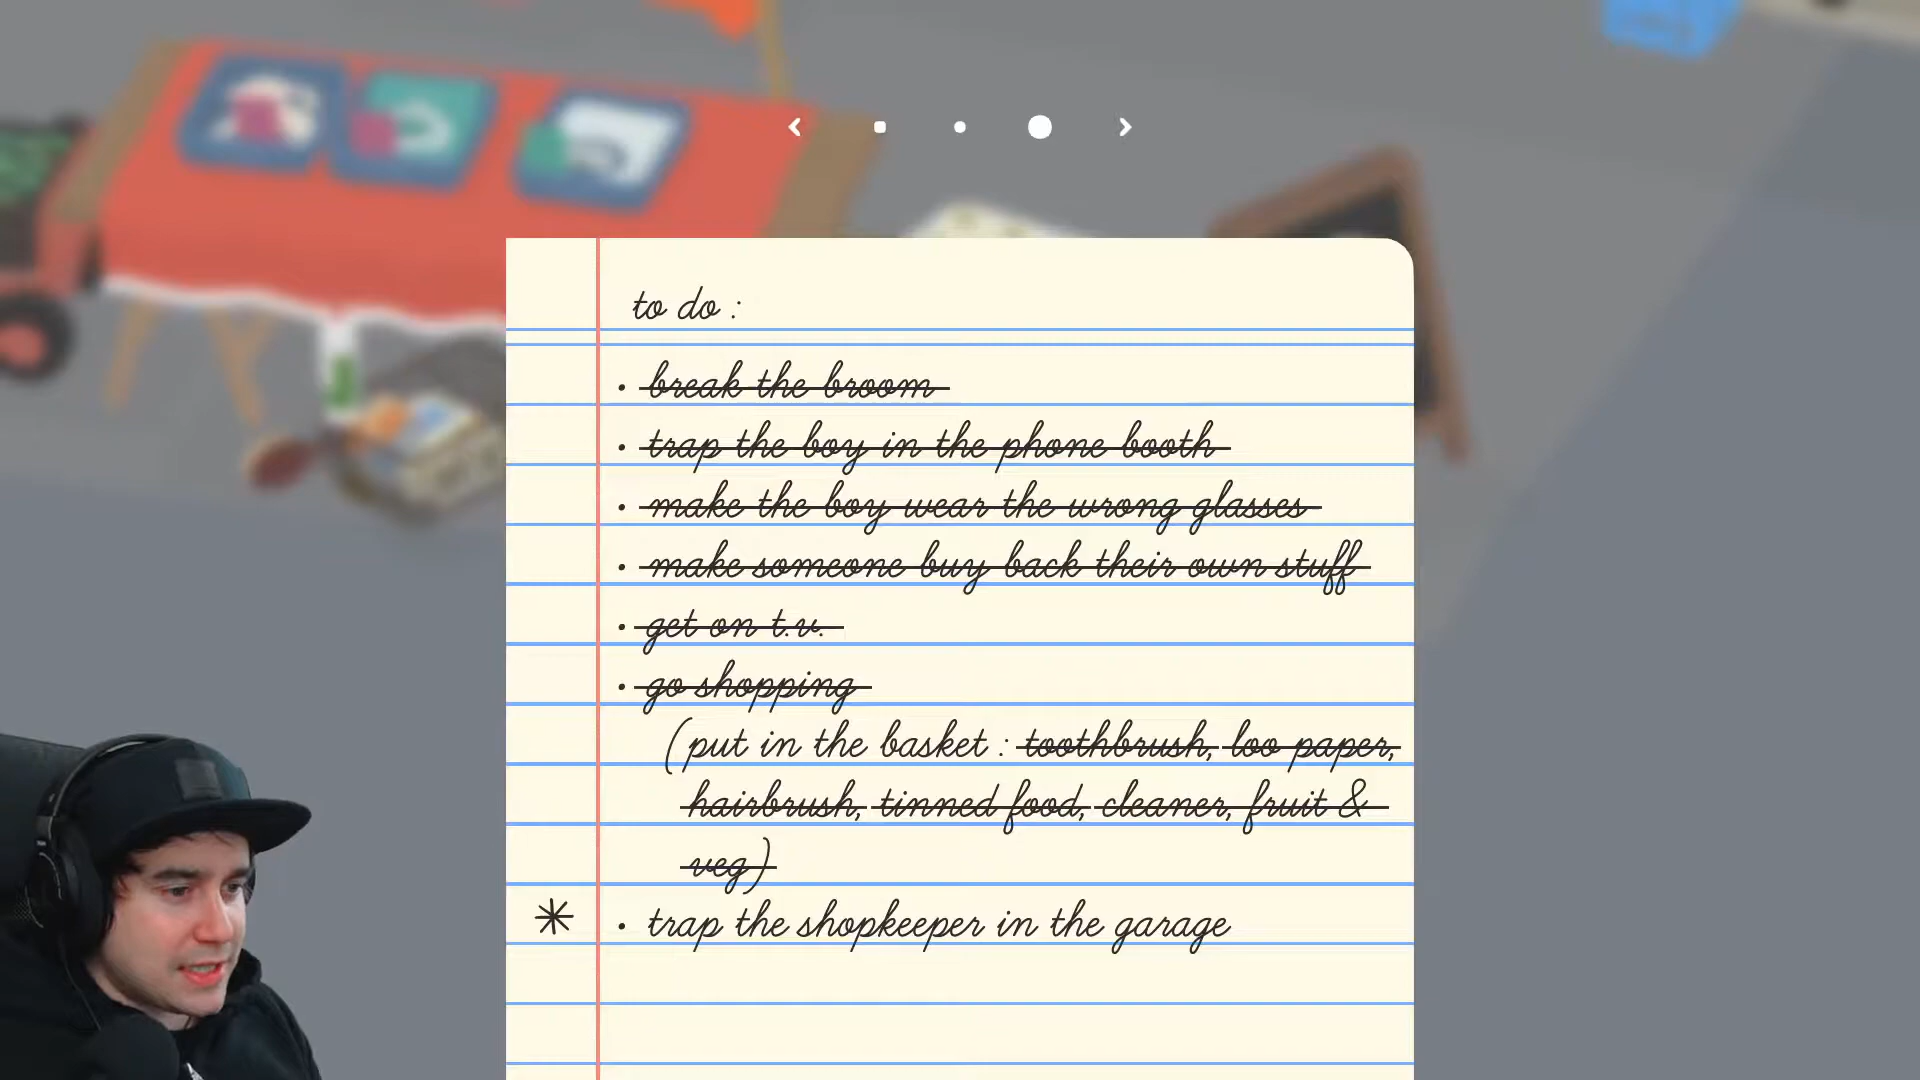 to do :
• break the broom
• trap the boy in the phone booth
• make the boy wear the wrong glasses
• make someone buy back their own stuff
• get on t.v.
• go shopping
(put in the basket : toothbrush, loo paper,
hairbrush, tinned food, cleaner, fruit &
veg)
* • trap the shopkeeper in the garage